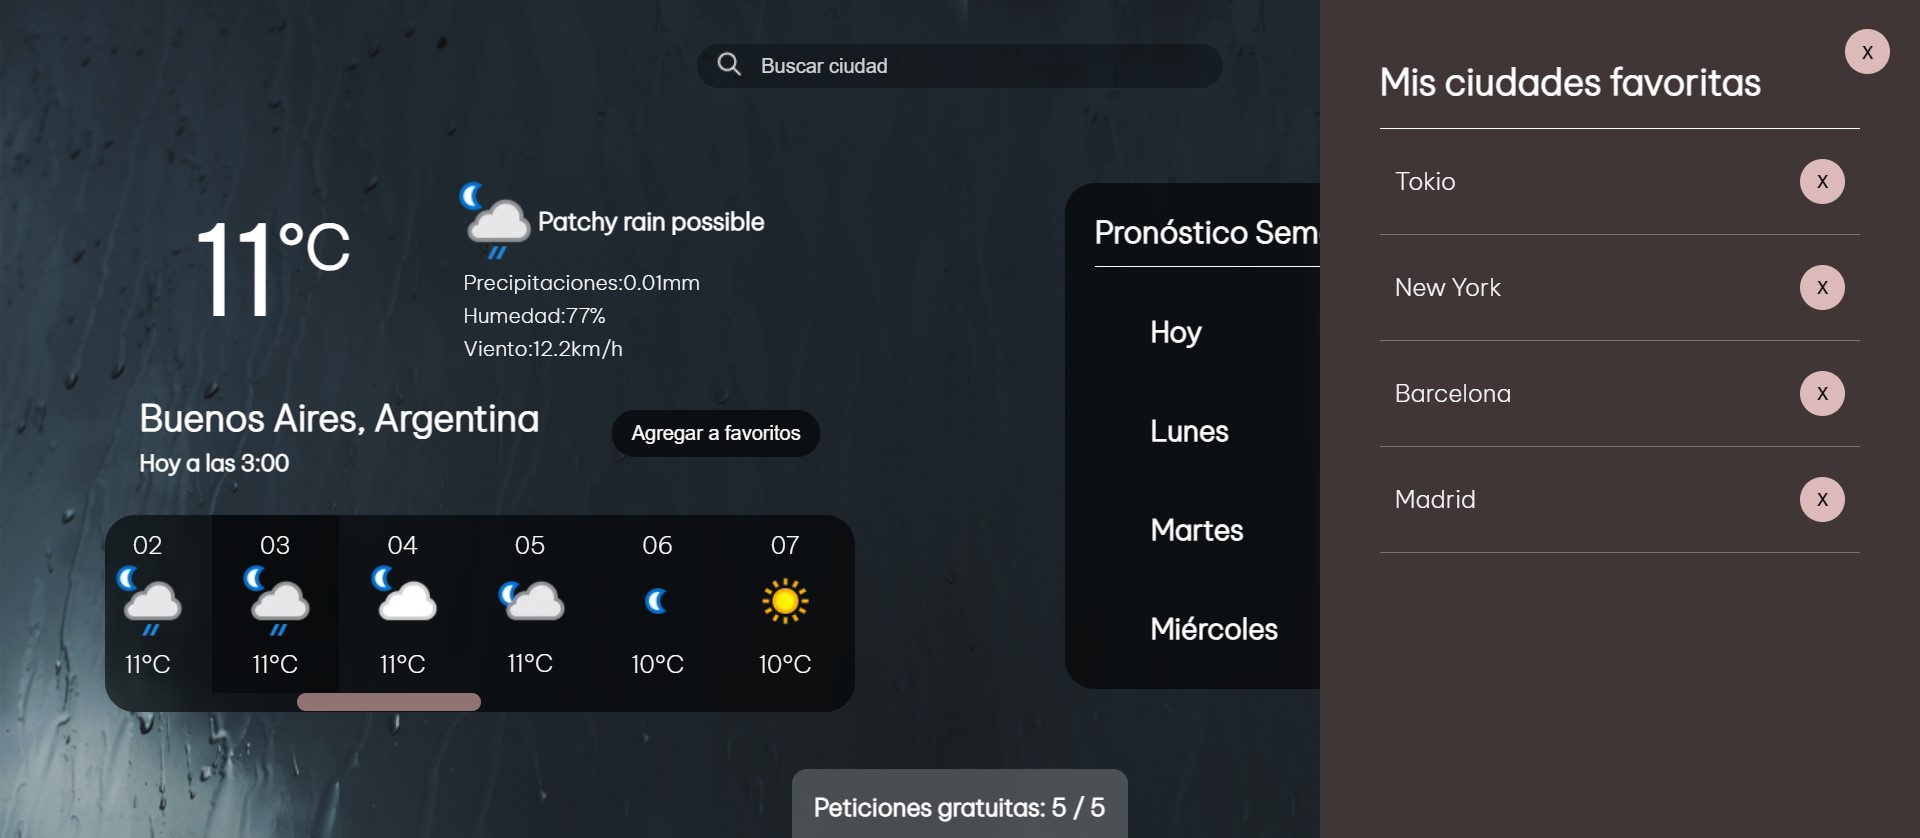 Buscar ciudad
11°C
Patchy rain possible
Precipitaciones:0.01mm
Humedad:77%
Viento:12.2km/h
Buenos Aires, Argentina
Hoy a las 3:00
Agregar a favoritos
02 03 04 05 06 07
11°C 11°C 11°C 11°C 10°C 10°C
Pronóstico Sem
Hoy
Lunes
Martes
Miércoles
Peticiones gratuitas: 5 / 5
X
Mis ciudades favoritas
Tokio X
New York X
Barcelona X
Madrid X